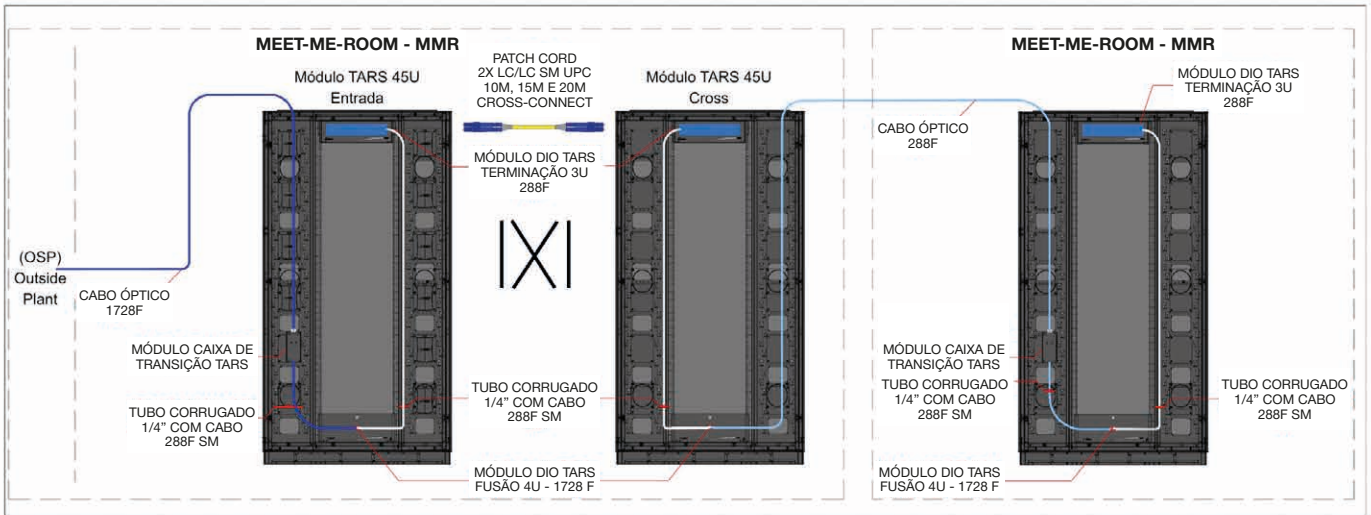 MEET-ME-ROOM - MMR
Módulo TARS 45U
Entrada
PATCH CORD
2X LC/LC SM UPC
10M, 15M E 20M
CROSS-CONNECT
Módulo TARS 45U
Cross
MÓDULO DIO TARS
TERMINAÇÃO 3U
288F
(OSP)
Outside
Plant
CABO ÓPTICO
1728F
MÓDULO CAIXA DE
TRANSIÇÃO TARS
TUBO CORRUGADO
1/4” COM CABO
288F SM
TUBO CORRUGADO
1/4” COM CABO
288F SM
MÓDULO DIO TARS
FUSÃO 4U - 1728 F
MEET-ME-ROOM - MMR
MÓDULO DIO TARS
TERMINAÇÃO 3U
288F
CABO ÓPTICO
288F
MÓDULO CAIXA DE
TRANSIÇÃO TARS
TUBO CORRUGADO
1/4” COM CABO
288F SM
TUBO CORRUGADO
1/4” COM CABO
288F SM
MÓDULO DIO TARS
FUSÃO 4U - 1728 F